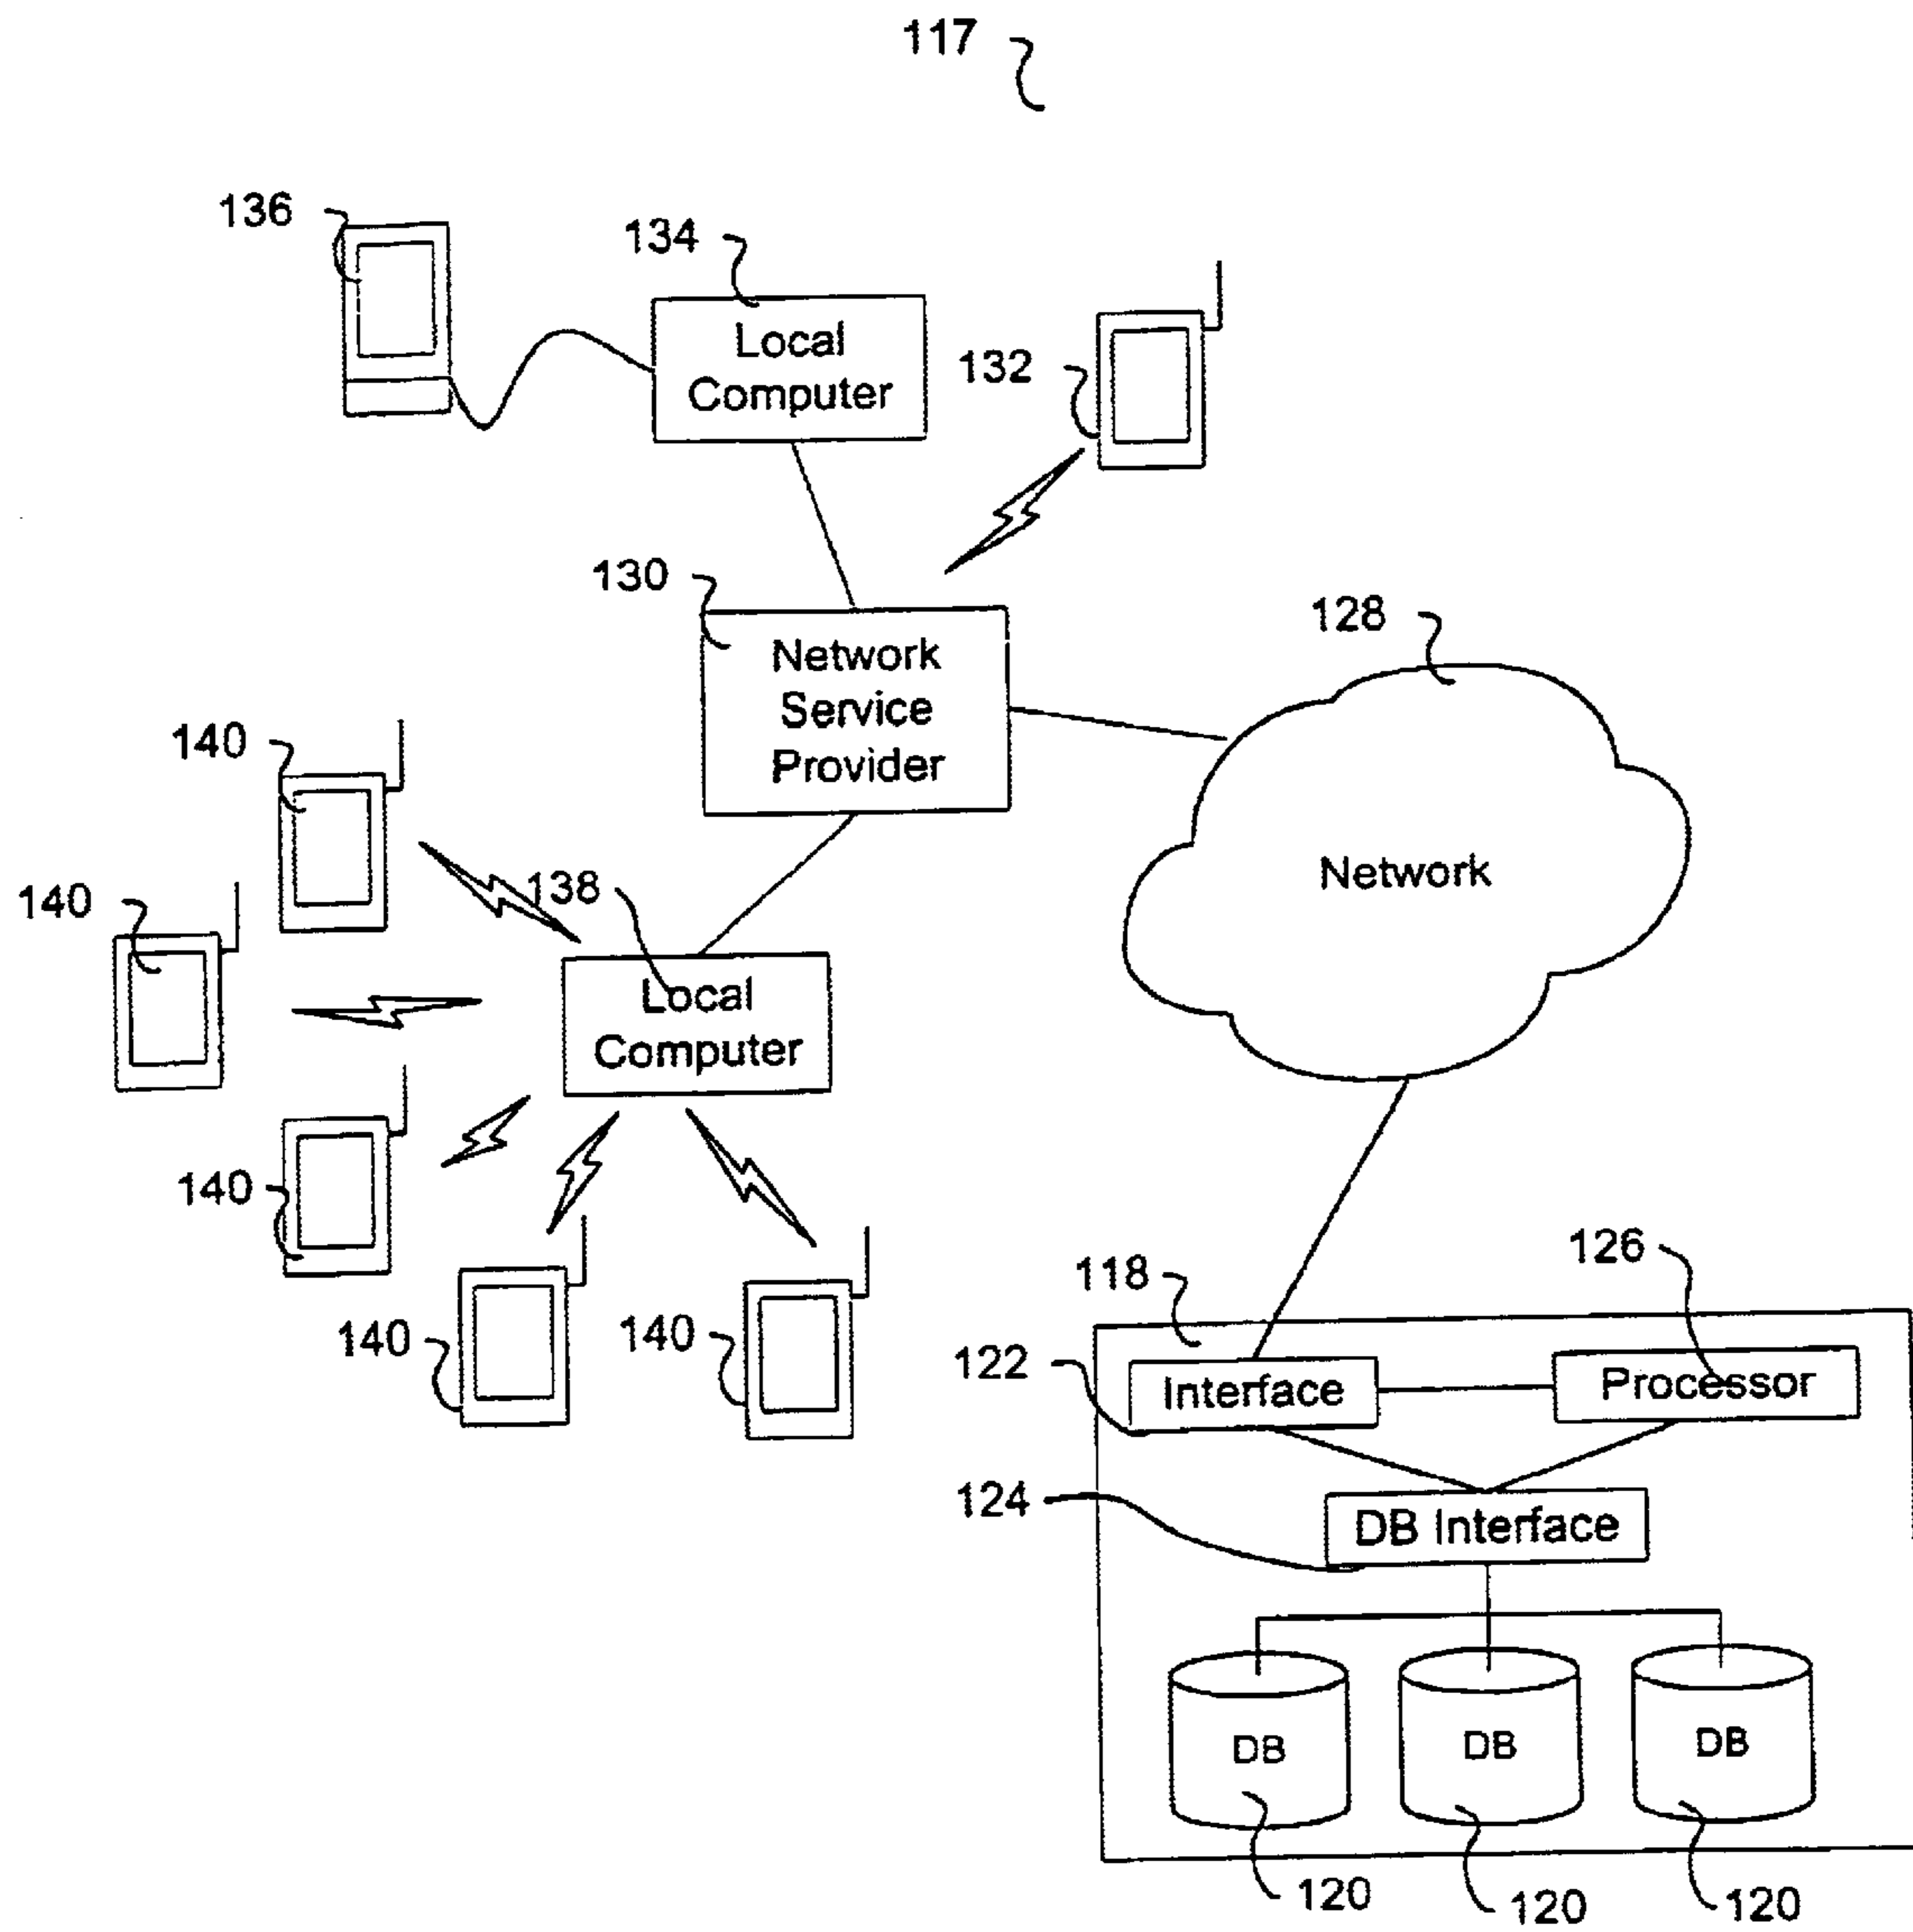 117
136
134
Local
Computer
132
130
Network
Service
Provider
128
Network
140
140
138
Local
Computer
140
140
140
118
126
122
Interface
Processor
124
DB Interface
DB
DB
DB
120
120
120